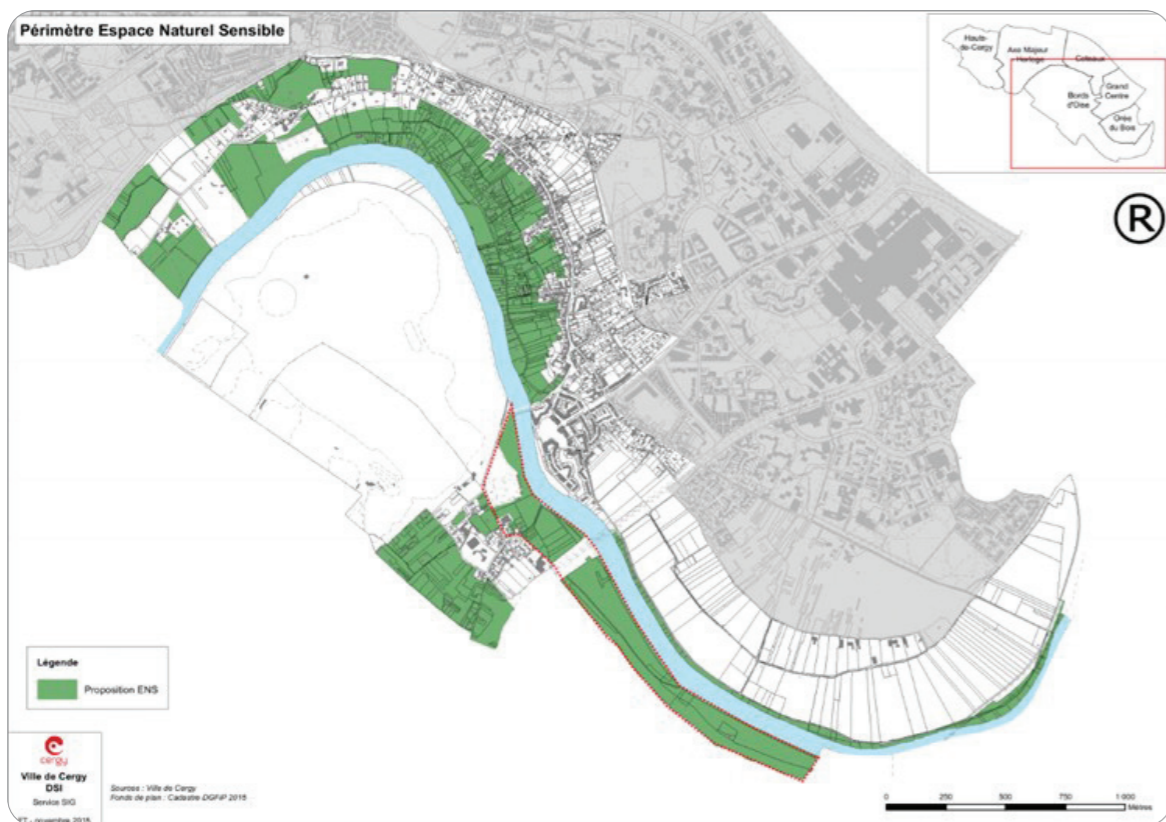 Périmètre Espace Naturel Sensible
Hauts-
de-Cergy
Axe Majeur
Horloge
Coteaux
Grand
Centre
Bords
d'Oise
Orée
du Bois
®
Légende
Proposition ENS
cergy
Ville de Cergy
DSI
Service SIG
Sources : Ville de Cergy
Fonds de plan : Cadastre DGFiP 2015
0 250 500 750 1 000
Mètres